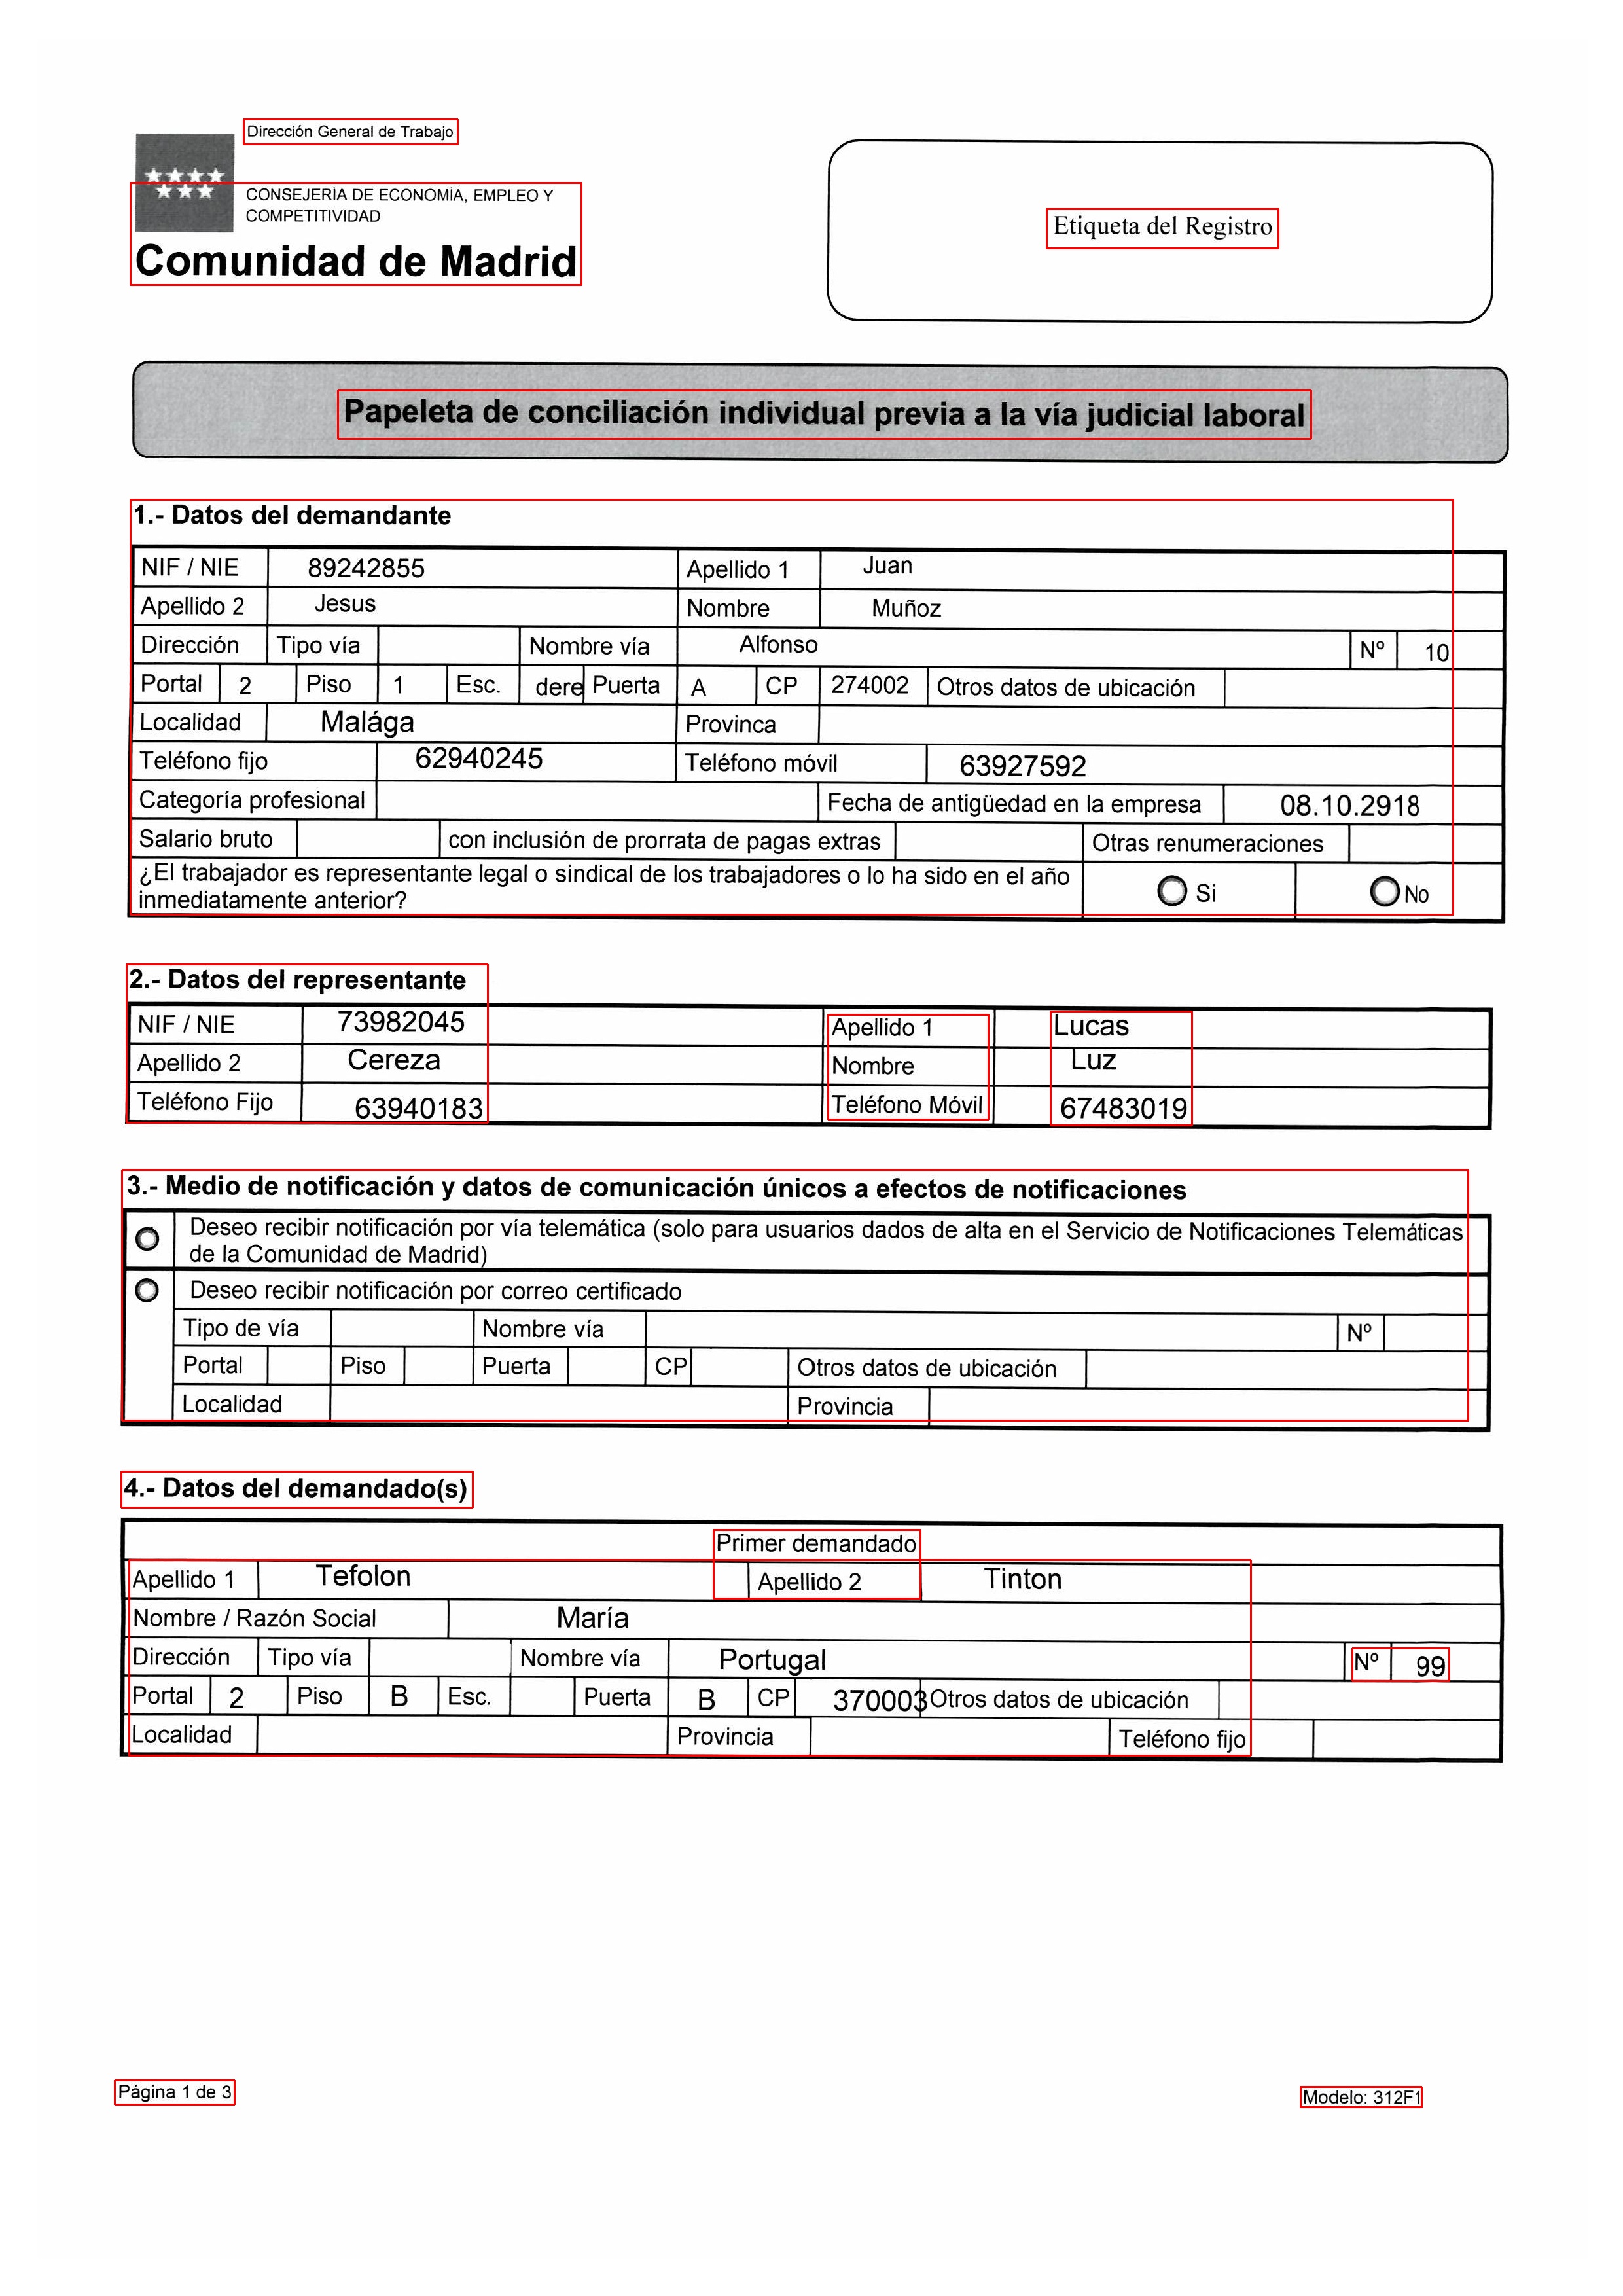 Dirección General de Trabajo
CONSEJERÍA DE ECONOMÍA, EMPLEO Y
COMPETITIVIDAD
Comunidad de Madrid
Etiqueta del Registro
Papeleta de conciliación individual previa a la vía judicial laboral
1.- Datos del demandante
NIF / NIE 89242855 Apellido 1 Juan
Apellido 2 Jesus Nombre Muñoz
Dirección Tipo vía Nombre vía Alfonso Nº 10
Portal 2 Piso 1 Esc. dere Puerta A CP 274002 Otros datos de ubicación
Localidad Malága Provinca
Teléfono fijo 62940245 Teléfono móvil 63927592
Categoría profesional Fecha de antigüedad en la empresa 08.10.2918
Salario bruto con inclusión de prorrata de pagas extras Otras renumeraciones
¿El trabajador es representante legal o sindical de los trabajadores o lo ha sido en el año
inmediatamente anterior? Si No
2.- Datos del representante
NIF / NIE 73982045 Apellido 1 Lucas
Apellido 2 Cereza Nombre Luz
Teléfono Fijo 63940183 Teléfono Móvil 67483019
3.- Medio de notificación y datos de comunicación únicos a efectos de notificaciones
Deseo recibir notificación por vía telemática (solo para usuarios dados de alta en el Servicio de Notificaciones Telemáticas
de la Comunidad de Madrid)
Deseo recibir notificación por correo certificado
Tipo de vía Nombre vía Nº
Portal Piso Puerta CP Otros datos de ubicación
Localidad Provincia
4.- Datos del demandado(s)
Primer demandado
Apellido 1 Tefolon Apellido 2 Tinton
Nombre / Razón Social María
Dirección Tipo vía Nombre vía Portugal Nº 99
Portal 2 Piso B Esc. Puerta B CP 370003 Otros datos de ubicación
Localidad Provincia Teléfono fijo
Página 1 de 3
Modelo: 312F1